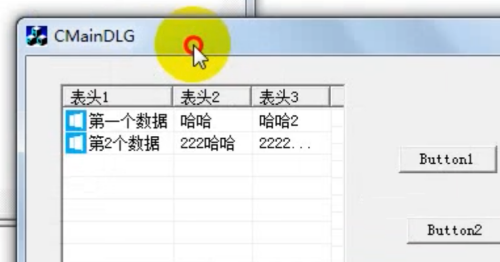 CMainDLG
表头1 表头2 表头3
第一个数据 哈哈 哈哈2
第2个数据 222哈哈 2222...
Button1
Button2